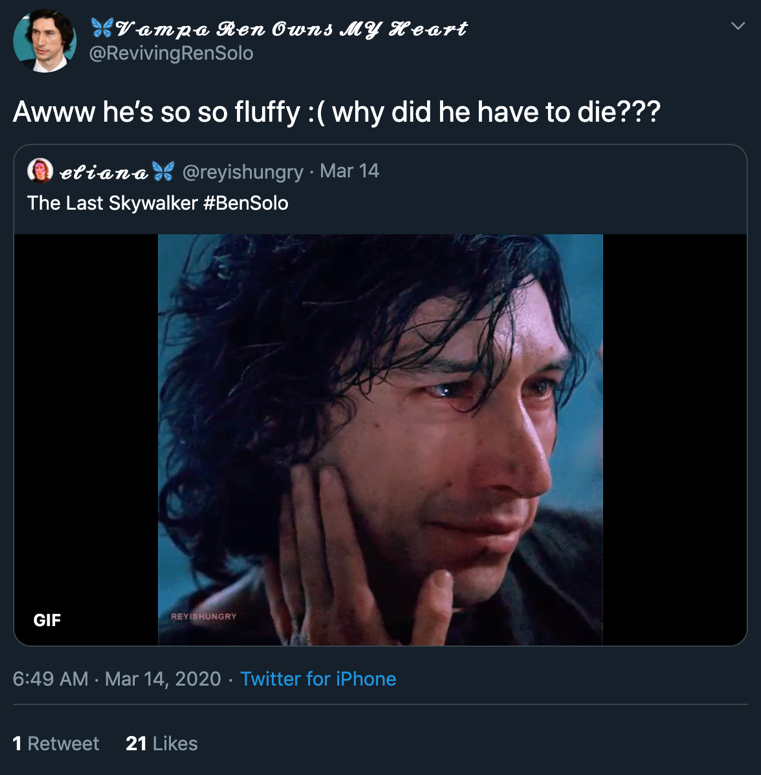 🦋𝓥𝓪𝓶𝓹𝓪 𝓡𝓮𝓷 𝓞𝔀𝓷𝓼 𝓜𝓨 𝓗𝓮𝓪𝓻𝓽
@RevivingRenSolo
Awww he's so so fluffy :( why did he have to die???
𝓮𝓵𝓲𝓪𝓷𝓪🦋 @reyishungry · Mar 14
The Last Skywalker #BenSolo
REYISHUNGRY
GIF
6:49 AM · Mar 14, 2020 · Twitter for iPhone
1 Retweet 21 Likes